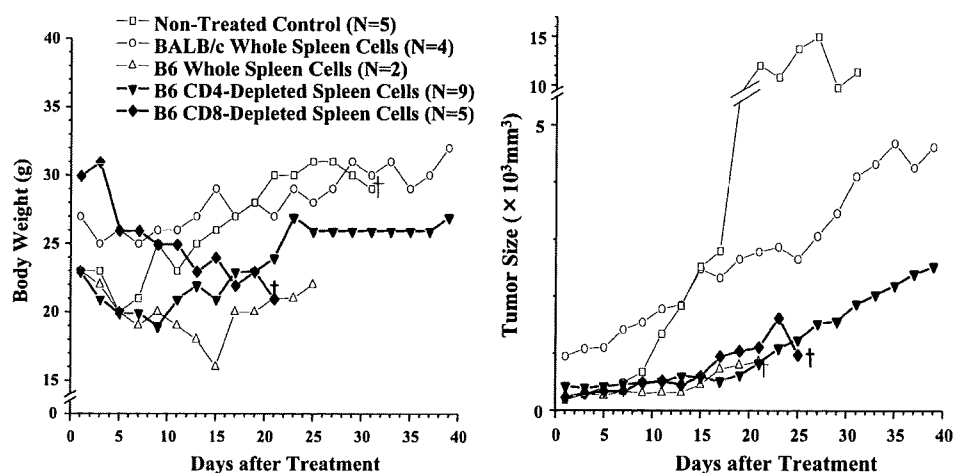 Non-Treated Control (N=5)
BALB/c Whole Spleen Cells (N=4)
B6 Whole Spleen Cells (N=2)
B6 CD4-Depleted Spleen Cells (N=9)
B6 CD8-Depleted Spleen Cells (N=5)
40
35
30
25
20
15
0
Body Weight (g)
†
†
0 5 10 15 20 25 30 35 40
Days after Treatment
15
10
5
0
Tumor Size (×10³mm³)
†
†
0 5 10 15 20 25 30 35 40
Days after Treatment